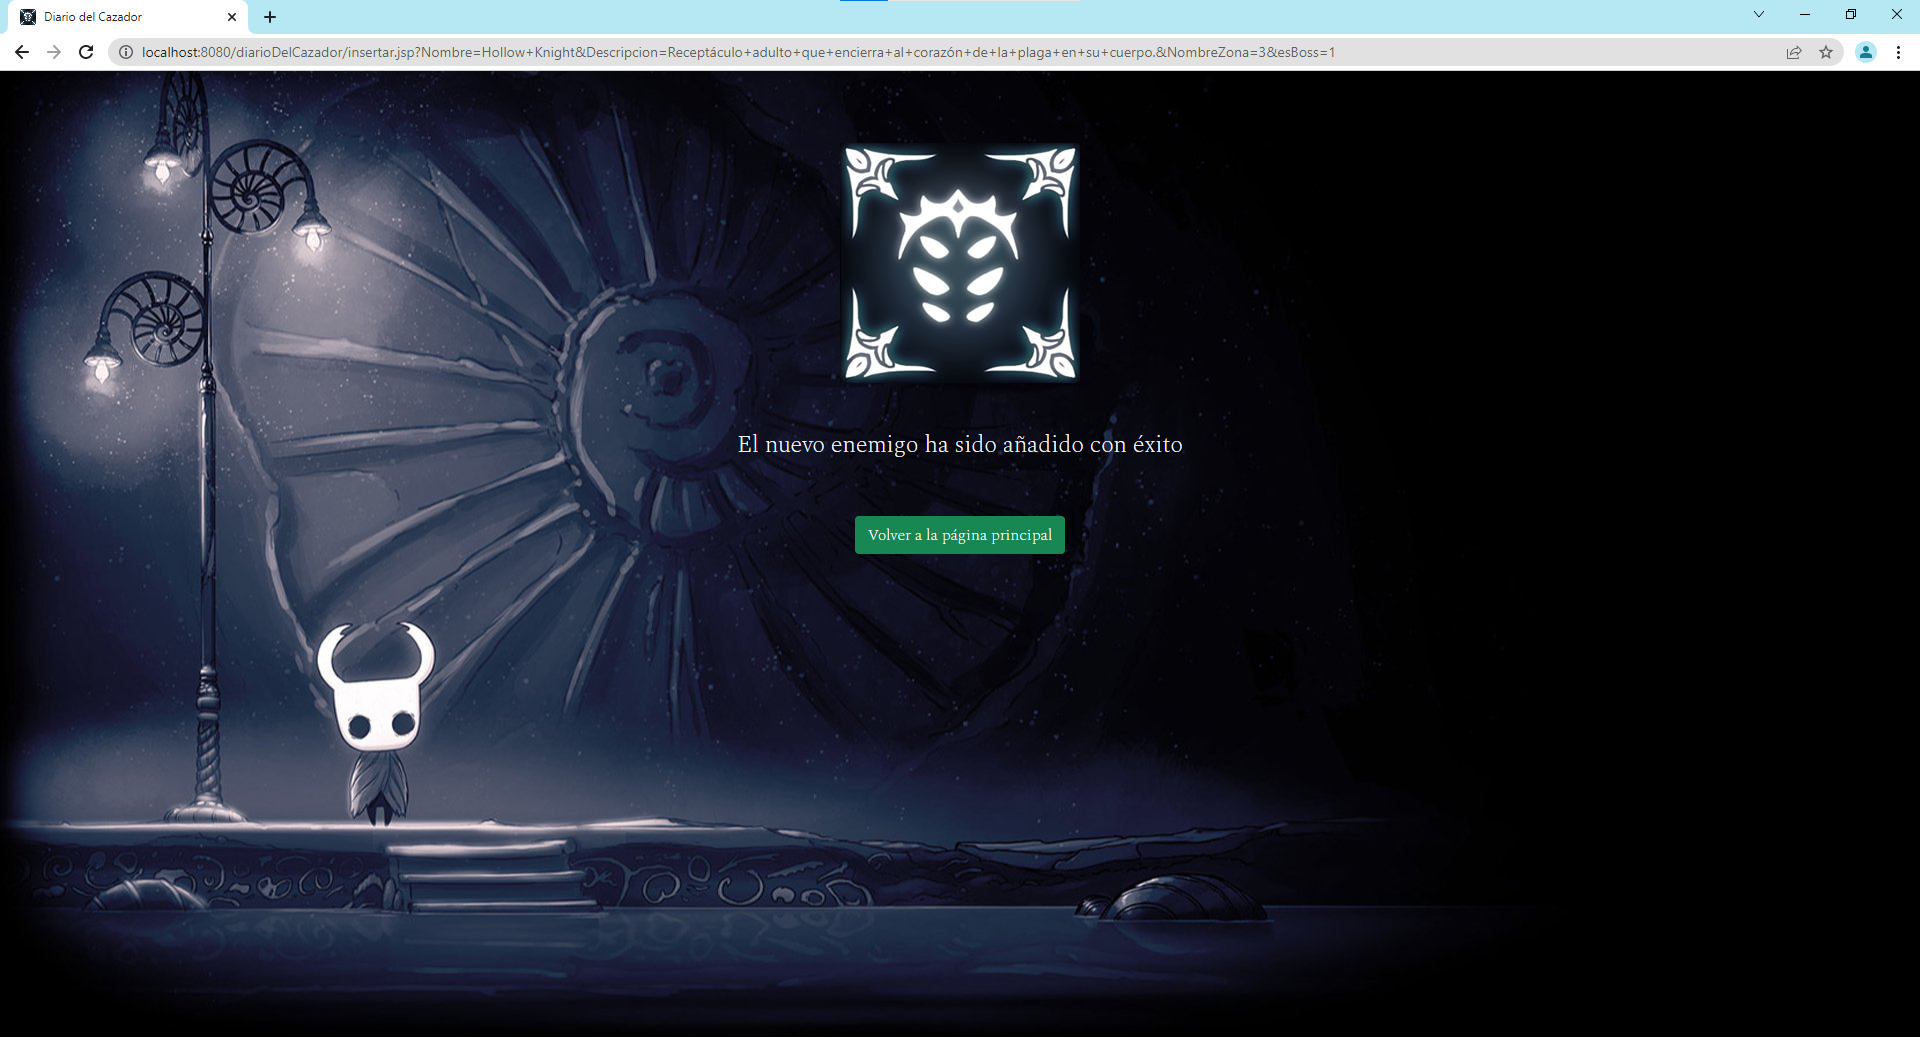 Diario del Cazador
localhost:8080/diarioDelCazador/insertar.jsp?Nombre=Hollow+Knight&Descripcion=Receptáculo+adulto+que+encierra+al+corazón+de+la+plaga+en+su+cuerpo.&NombreZona=3&esBoss=1
El nuevo enemigo ha sido añadido con éxito
Volver a la página principal